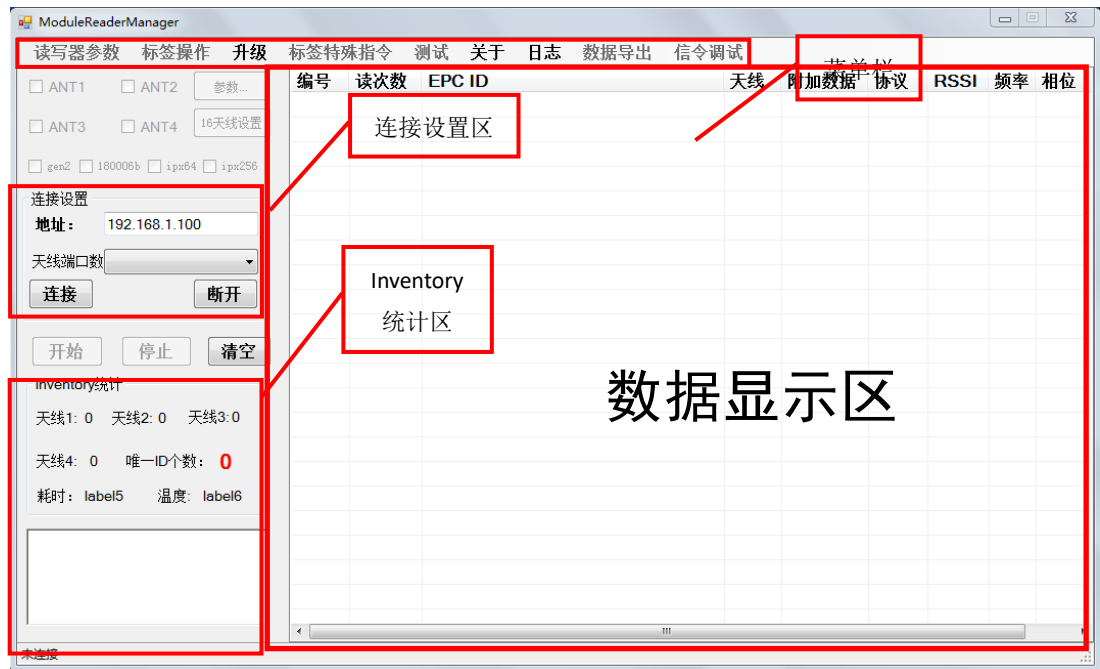 ModuleReaderManager
读写器参数 标签操作 升级 标签特殊指令 测试 关于 日志 数据导出 信令调试
菜单栏
ANT1 ANT2 参数...
ANT3 ANT4 16天线设置
gen2 180006b ipx64 ipx256
编号 读次数 EPC ID 天线 附加数据 协议 RSSI 频率 相位
连接设置区
连接设置
地址： 192.168.1.100
天线端口数
连接 断开
Inventory
统计区
开始 停止 清空
Inventory统计
天线1: 0 天线2: 0 天线3:0
天线4: 0 唯一ID个数： 0
耗时： label5 温度: label6
数据显示区
未连接